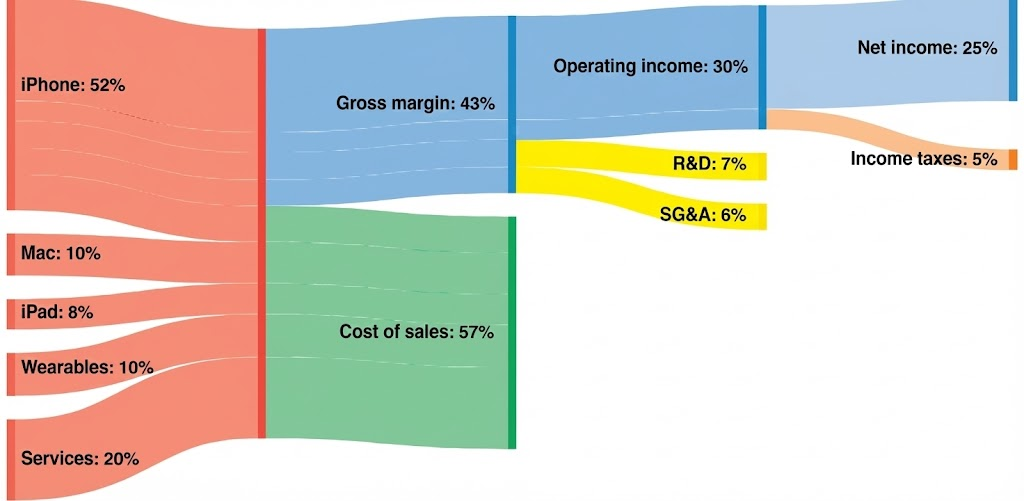 iPhone: 52%
Mac: 10%
iPad: 8%
Wearables: 10%
Services: 20%
Gross margin: 43%
Cost of sales: 57%
Operating income: 30%
R&D: 7%
SG&A: 6%
Net income: 25%
Income taxes: 5%